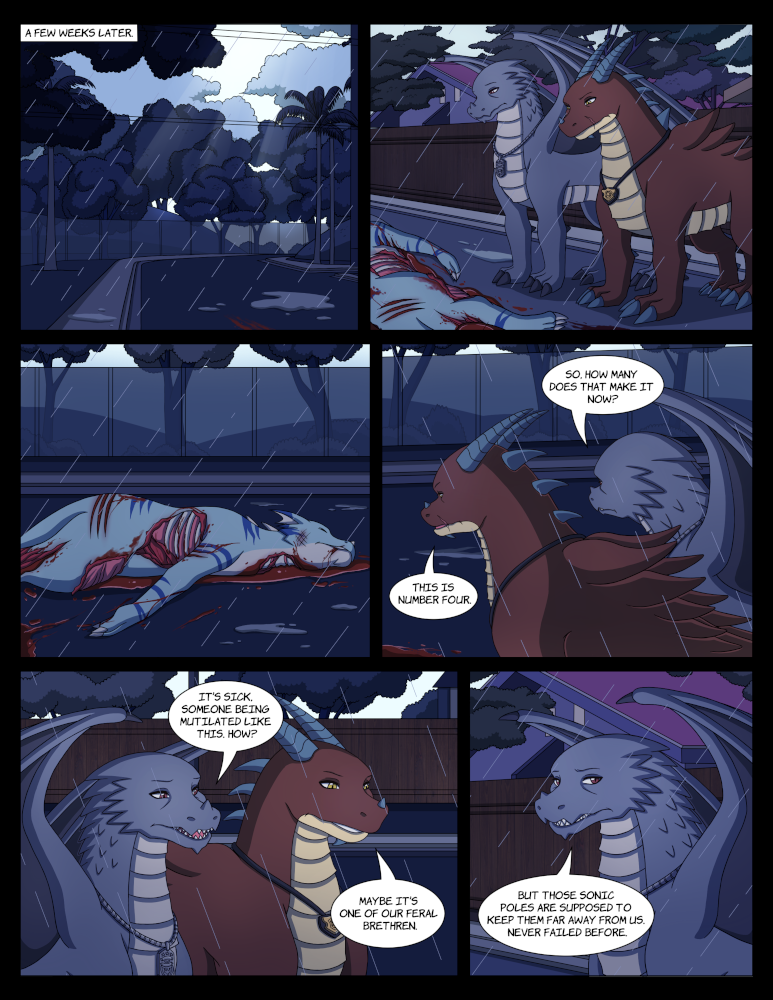 A FEW WEEKS LATER.
SO, HOW MANY
DOES THAT MAKE IT
NOW?
THIS IS
NUMBER FOUR.
IT'S SICK,
SOMEONE BEING
MUTILATED LIKE
THIS. HOW?
MAYBE IT'S
ONE OF OUR FERAL
BRETHREN.
BUT THOSE SONIC
POLES ARE SUPPOSED TO
KEEP THEM FAR AWAY FROM US.
NEVER FAILED BEFORE.